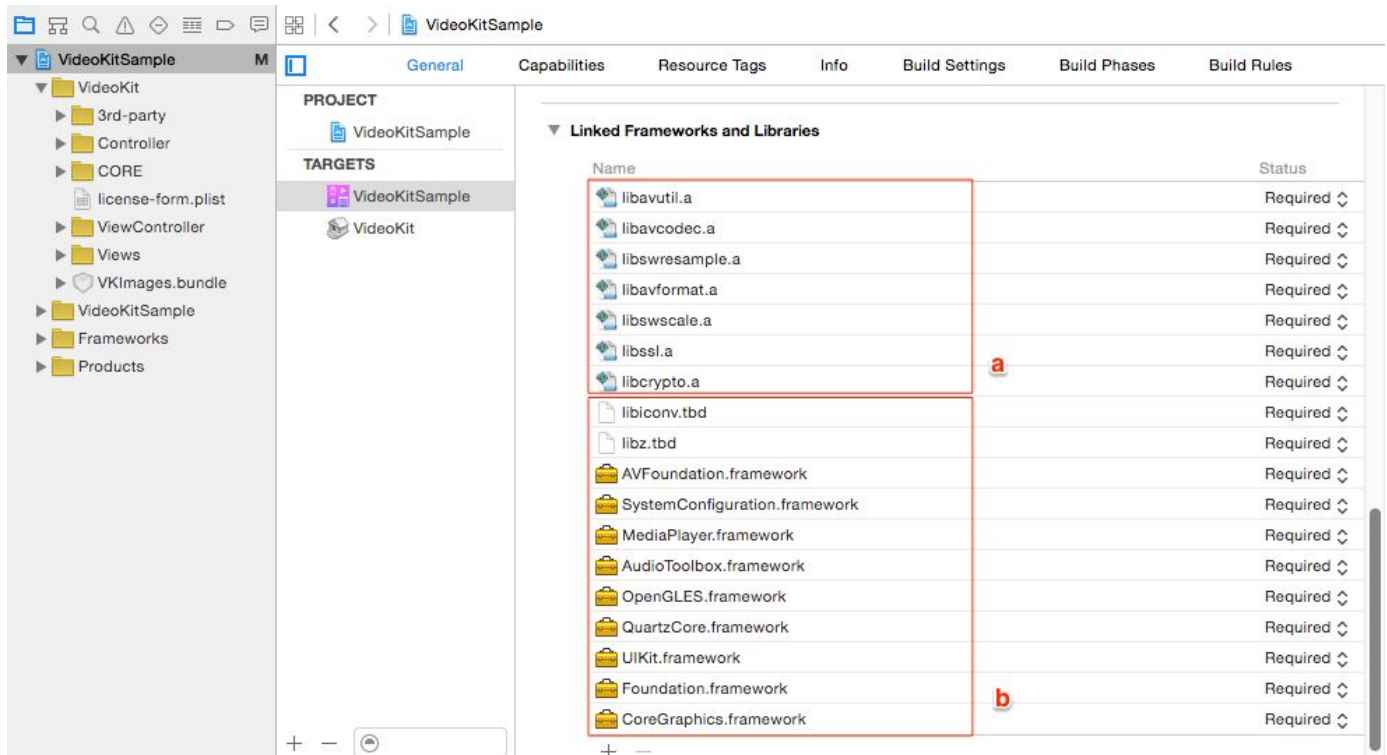 VideoKitSample
VideoKitSample M
VideoKit
3rd-party
Controller
CORE
license-form.plist
ViewController
Views
VKImages.bundle
VideoKitSample
Frameworks
Products
General Capabilities Resource Tags Info Build Settings Build Phases Build Rules
PROJECT
VideoKitSample
TARGETS
VideoKitSample
VideoKit
Linked Frameworks and Libraries
Name Status
libavutil.a Required
libavcodec.a Required
libswresample.a Required
libavformat.a Required
libswscale.a Required
libssl.a Required
a
libcrypto.a Required
libiconv.tbd Required
libz.tbd Required
AVFoundation.framework Required
SystemConfiguration.framework Required
MediaPlayer.framework Required
AudioToolbox.framework Required
OpenGLES.framework Required
QuartzCore.framework Required
UIKit.framework Required
Foundation.framework Required
b
CoreGraphics.framework Required